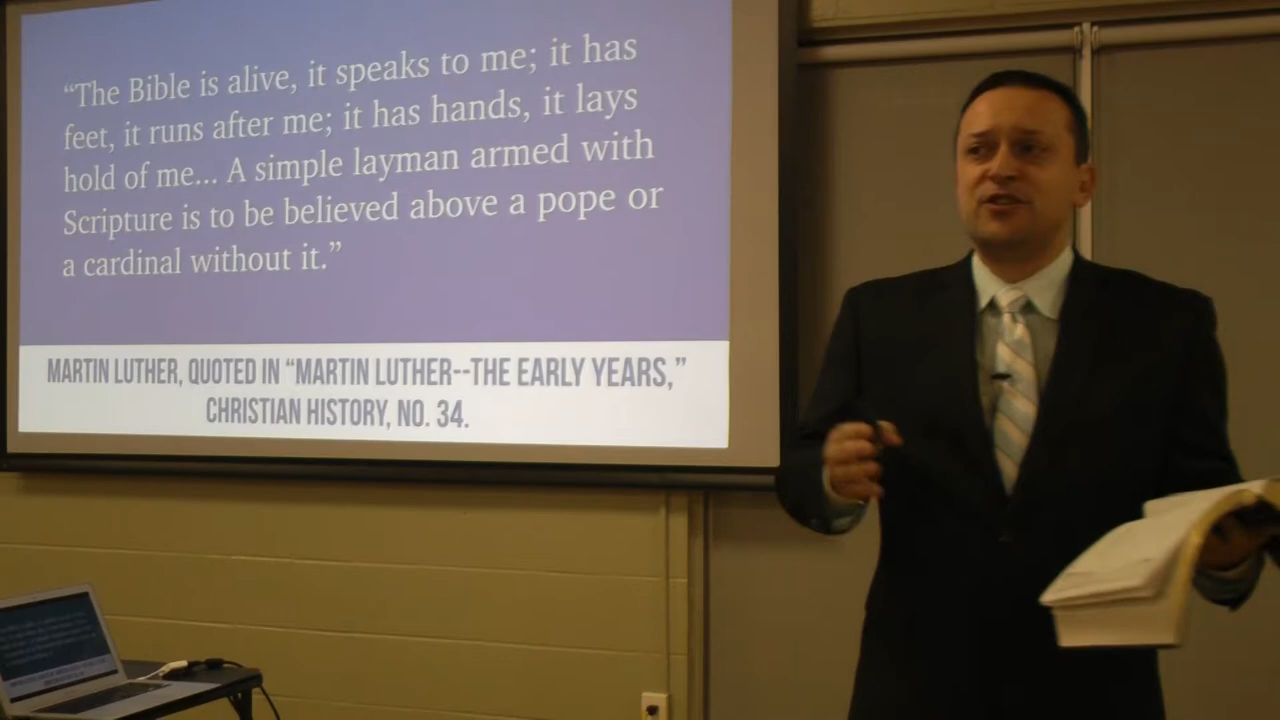 “The Bible is alive, it speaks to me; it has
feet, it runs after me; it has hands, it lays
hold of me... A simple layman armed with
Scripture is to be believed above a pope or
a cardinal without it.”
MARTIN LUTHER, QUOTED IN “MARTIN LUTHER--THE EARLY YEARS,”
CHRISTIAN HISTORY, NO. 34.